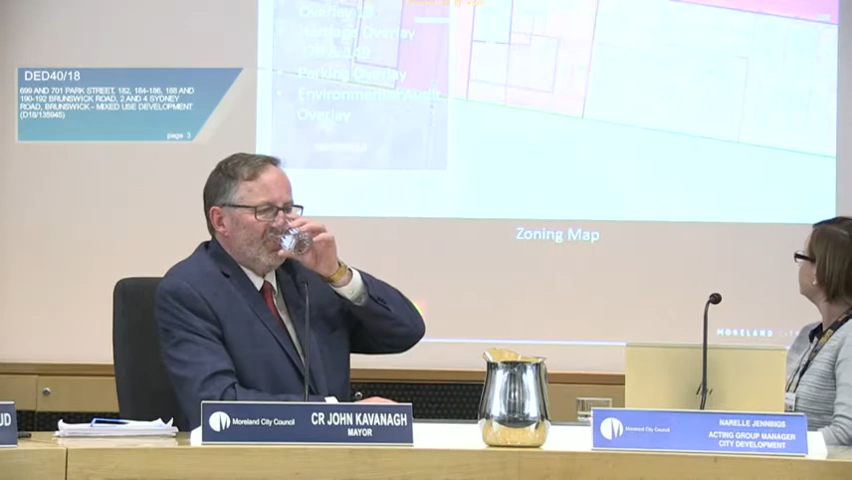 Overlay
Heritage Overlay
Parking Overlay
Environmental Audit
Overlay
DED40/18
699 AND 701 PARK STREET, 182, 184-186, 188 AND
190-192 BRUNSWICK ROAD, 2 AND 4 SYDNEY
ROAD, BRUNSWICK - MIXED USE DEVELOPMENT
(D18/135945)
page 3
Zoning Map
MORELAND
Moreland City Council
CR JOHN KAVANAGH
MAYOR
Moreland City Council
NARELLE JENNINGS
ACTING GROUP MANAGER
CITY DEVELOPMENT